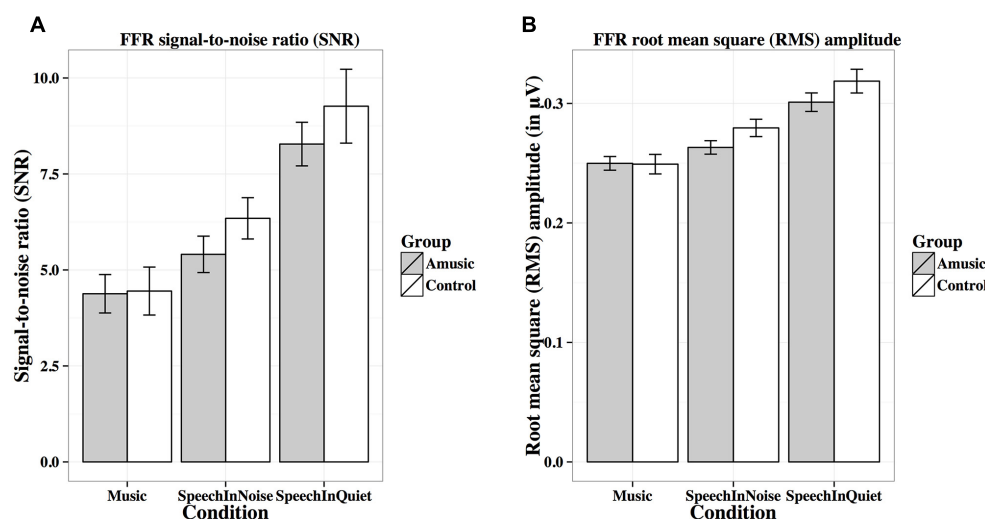 A
FFR signal-to-noise ratio (SNR)
Signal-to-noise ratio (SNR)
10.0
7.5
5.0
2.5
0.0
Music SpeechInNoise SpeechInQuiet
Condition
Group
Amusic
Control
B
FFR root mean square (RMS) amplitude
Root mean square (RMS) amplitude (in µV)
0.3
0.2
0.1
0.0
Music SpeechInNoise SpeechInQuiet
Condition
Group
Amusic
Control